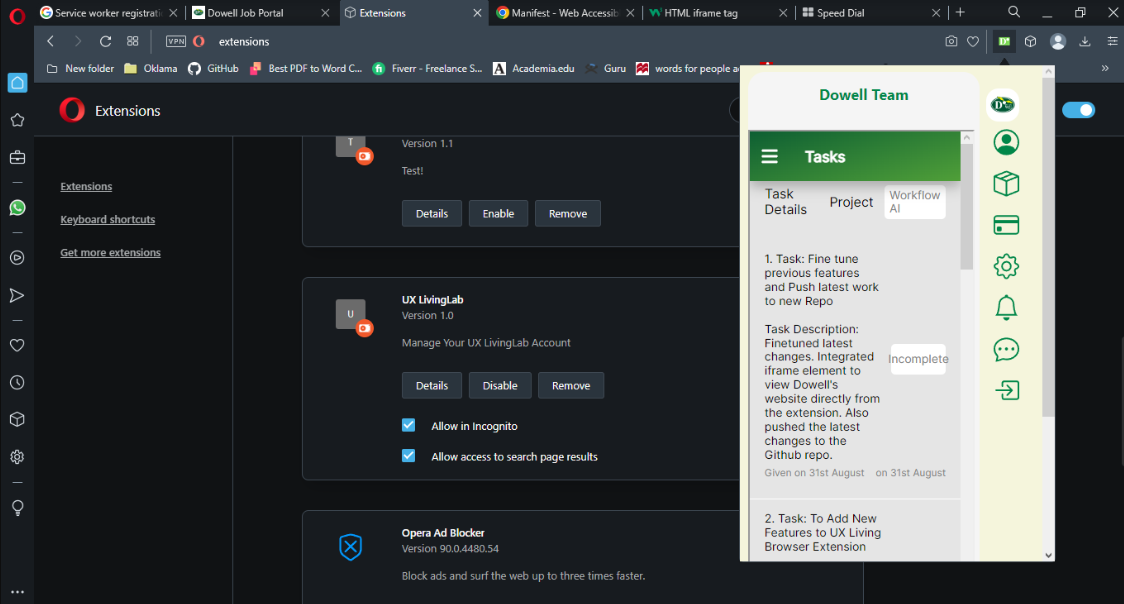 Service worker registrati
Dowell Job Portal
Extensions
Manifest - Web Accessib
HTML iframe tag
Speed Dial
VPN
extensions
New folder
Oklama
GitHub
Best PDF to Word C...
Fiverr - Freelance S...
Academia.edu
Guru
words for people a
Extensions
Extensions
Keyboard shortcuts
Get more extensions
T
Version 1.1
Test!
Details
Enable
Remove
U
UX LivingLab
Version 1.0
Manage Your UX LivingLab Account
Details
Disable
Remove
Allow in Incognito
Allow access to search page results
Opera Ad Blocker
Version 90.0.4480.54
Block ads and surf the web up to three times faster.
Dowell Team
Tasks
Task
Details
Project
Workflow
AI
1. Task: Fine tune
previous features
and Push latest work
to new Repo
Task Description:
Finetuned latest
changes. Integrated
iframe element to
view Dowell's
website directly from
the extension. Also
pushed the latest
changes to the
Github repo.
Incomplete
Given on 31st August
on 31st August
2. Task: To Add New
Features to UX Living
Browser Extension